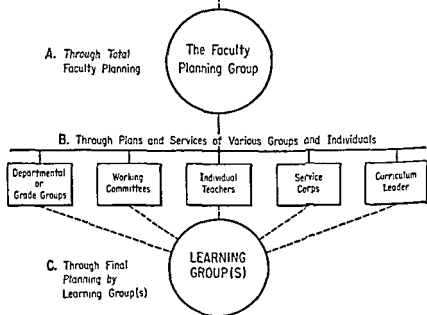 A. Through Total
Faculty Planning
The Faculty
Planning Group
B. Through Plans and Services of Various Groups and Individuals
Departmental
or
Grade Groups
Working
Committees
Individual
Teachers
Service
Corps
Curriculum
Leader
C. Through Final
Planning by
Learning Group(s)
LEARNING
GROUP(S)